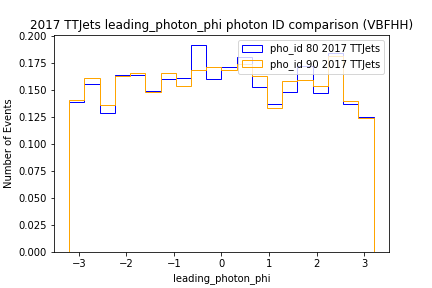 2017 TTJets leading_photon_phi photon ID comparison (VBFHH)
pho_id 80 2017 TTJets
pho_id 90 2017 TTJets
Number of Events
0.200
0.175
0.150
0.125
0.100
0.075
0.050
0.025
0.000
−3 −2 −1 0 1 2 3
leading_photon_phi